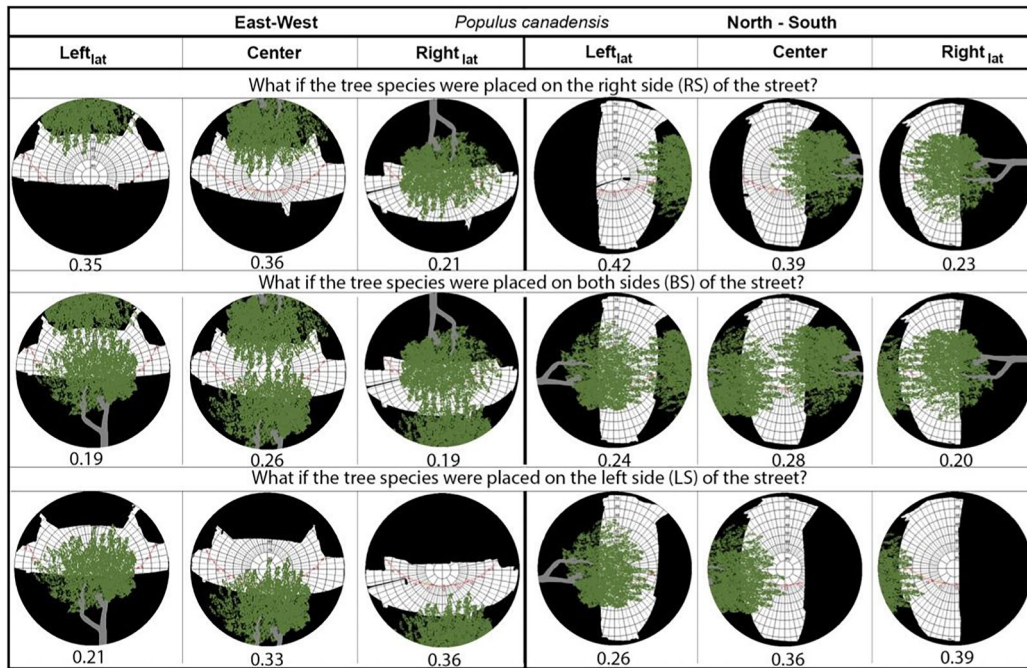 East-West Populus canadensis North - South
Leftlat Center Rightlat Leftlat Center Rightlat
What if the tree species were placed on the right side (RS) of the street?
0.35 0.36 0.21 0.42 0.39 0.23
What if the tree species were placed on both sides (BS) of the street?
0.19 0.26 0.19 0.24 0.28 0.20
What if the tree species were placed on the left side (LS) of the street?
0.21 0.33 0.36 0.26 0.36 0.39